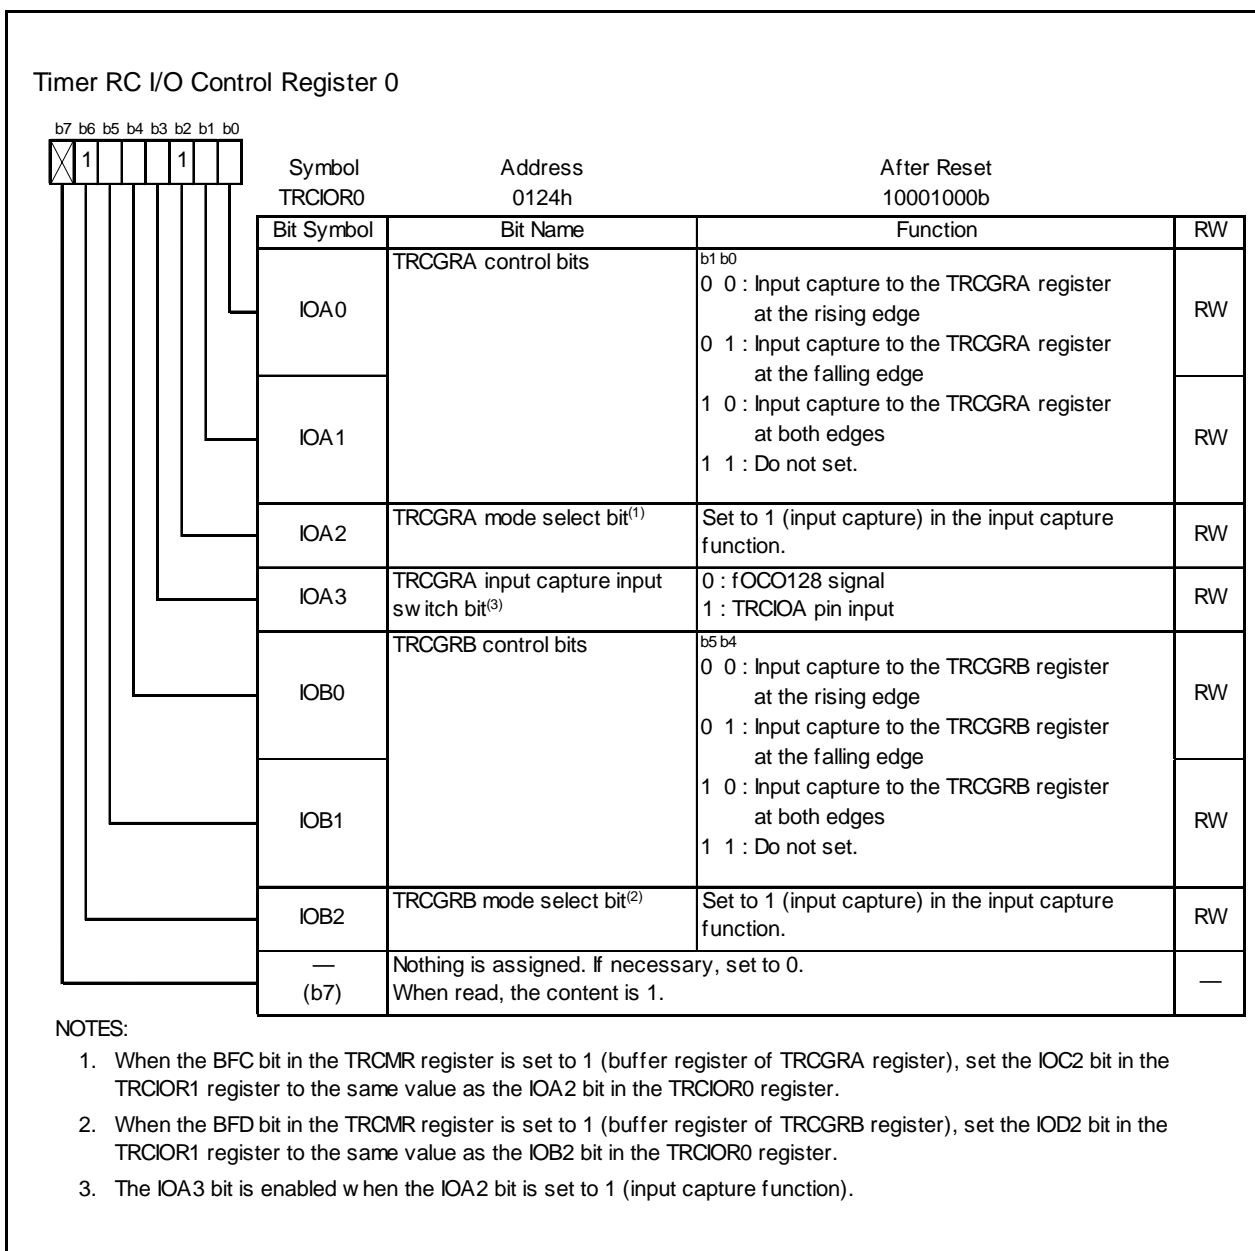 Timer RC I/O Control Register 0
b7 b6 b5 b4 b3 b2 b1 b0
1 1
Symbol Address After Reset
TRCIOR0 0124h 10001000b
Bit Symbol Bit Name Function RW
IOA0 TRCGRA control bits b1 b0
0 0 : Input capture to the TRCGRA register
at the rising edge RW
0 1 : Input capture to the TRCGRA register
at the falling edge
IOA1 1 0 : Input capture to the TRCGRA register
at both edges RW
1 1 : Do not set.
IOA2 TRCGRA mode select bit(1) Set to 1 (input capture) in the input capture
function. RW
IOA3 TRCGRA input capture input 0 : fOCO128 signal
switch bit(3) 1 : TRCIOA pin input RW
IOB0 TRCGRB control bits b5 b4
0 0 : Input capture to the TRCGRB register
at the rising edge RW
0 1 : Input capture to the TRCGRB register
at the falling edge
IOB1 1 0 : Input capture to the TRCGRB register
at both edges RW
1 1 : Do not set.
IOB2 TRCGRB mode select bit(2) Set to 1 (input capture) in the input capture
function. RW
— Nothing is assigned. If necessary, set to 0.
(b7) When read, the content is 1. —
NOTES:
1. When the BFC bit in the TRCMR register is set to 1 (buffer register of TRCGRA register), set the IOC2 bit in the
TRCIOR1 register to the same value as the IOA2 bit in the TRCIOR0 register.
2. When the BFD bit in the TRCMR register is set to 1 (buffer register of TRCGRB register), set the IOD2 bit in the
TRCIOR1 register to the same value as the IOB2 bit in the TRCIOR0 register.
3. The IOA3 bit is enabled when the IOA2 bit is set to 1 (input capture function).